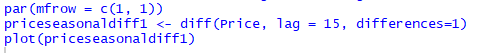 par(mfrow = c(1, 1))
priceseasonaldiff1 <- diff(Price, lag = 15, differences=1)
plot(priceseasonaldiff1)